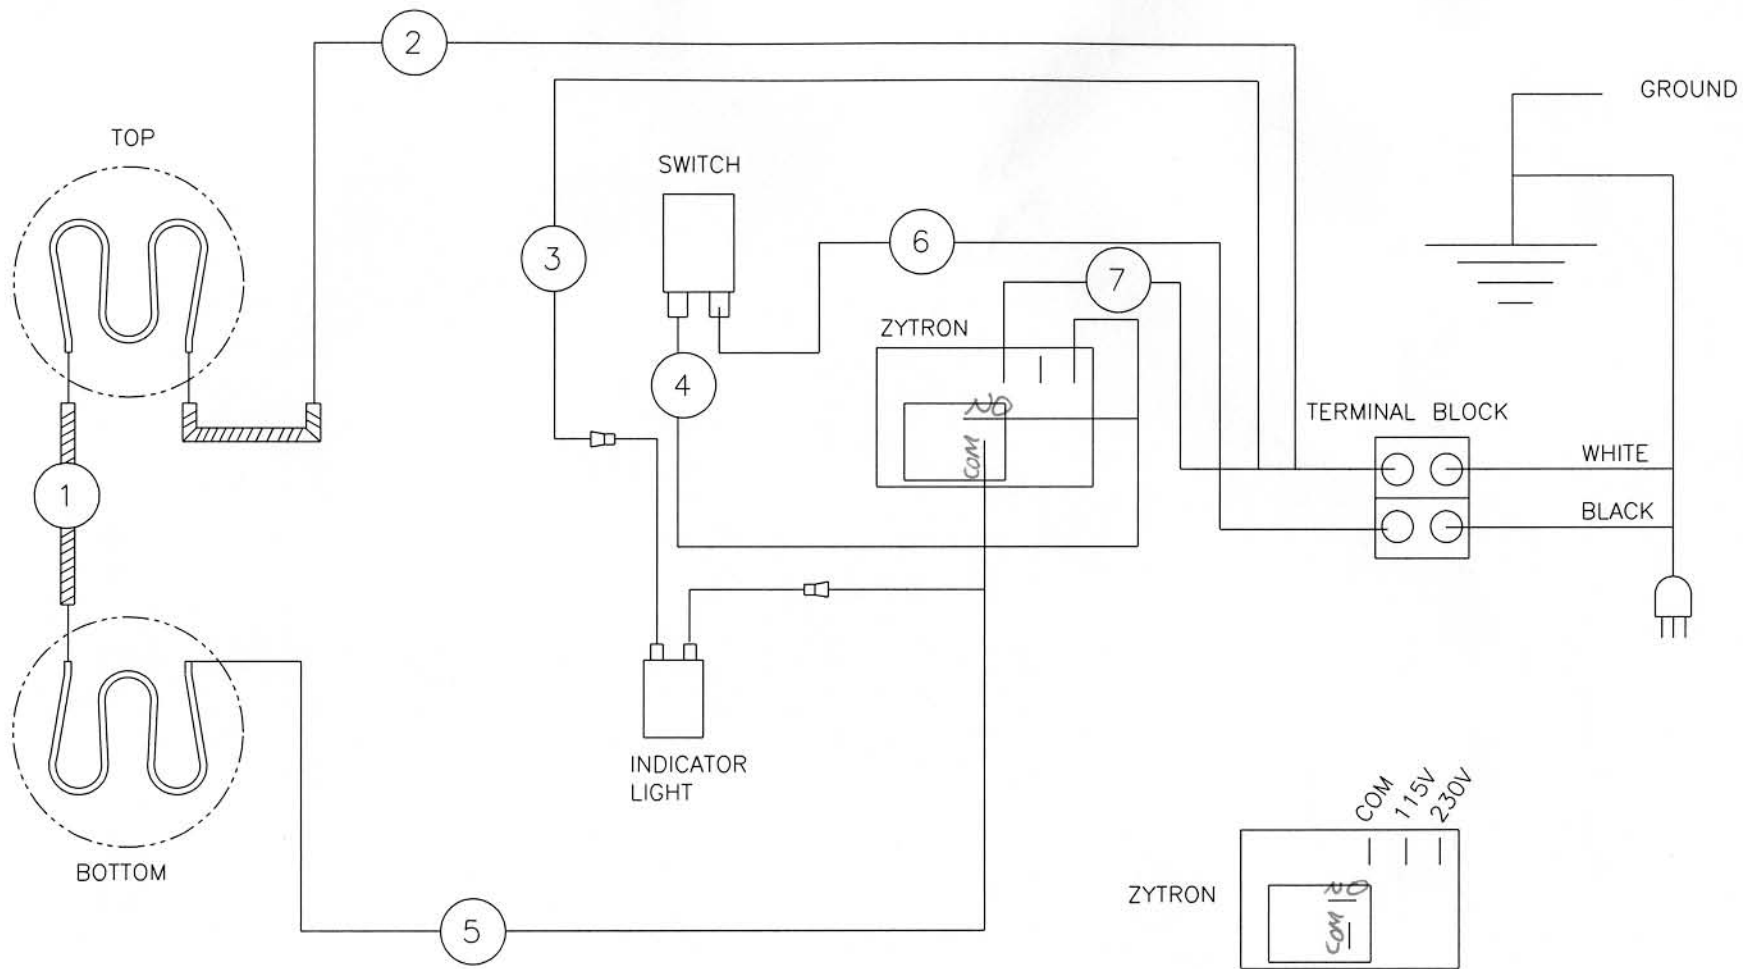 2
GROUND
TOP
SWITCH
3
6
7
ZYTRON
4
NO
COM
TERMINAL BLOCK
WHITE
1
BLACK
INDICATOR
LIGHT
COM
115V
230V
BOTTOM
ZYTRON
NO
COM
5